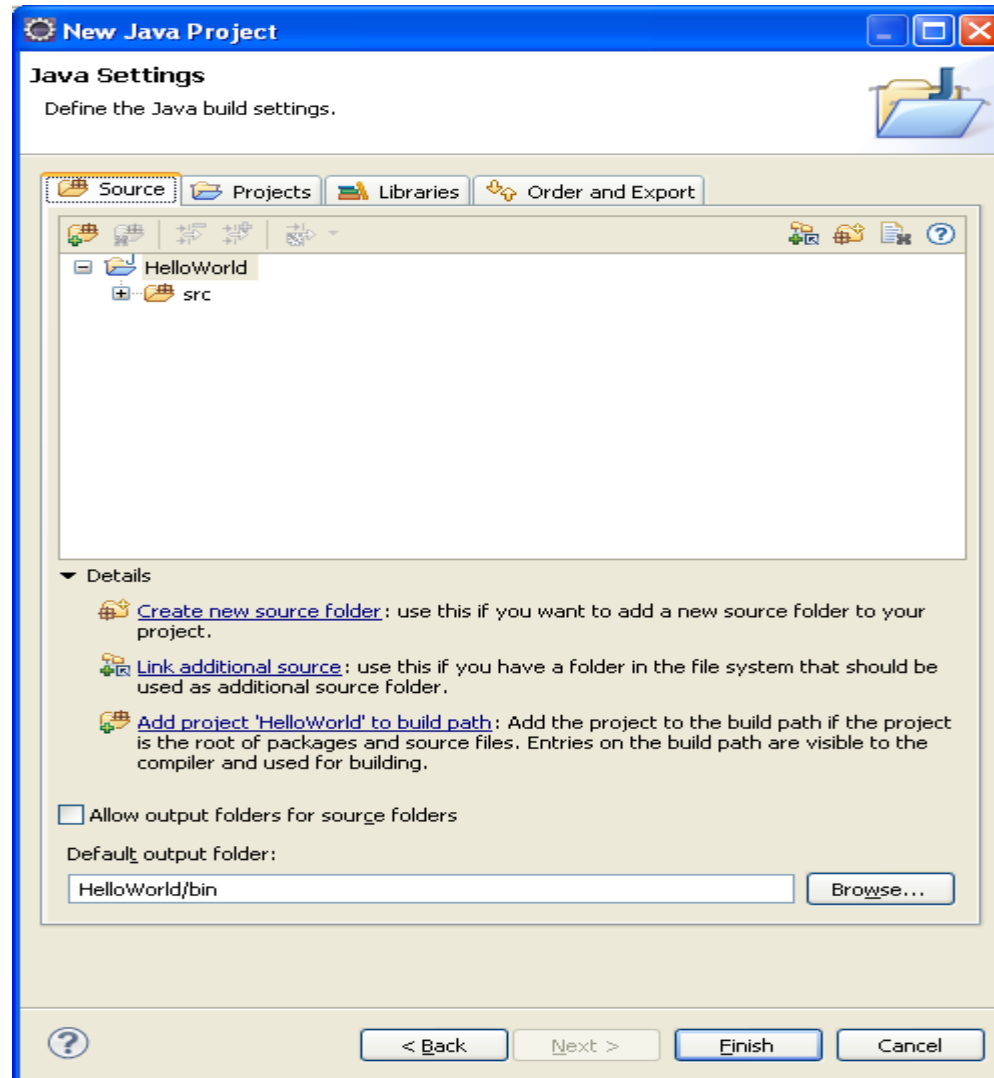 New Java Project
Java Settings
Define the Java build settings.
Source Projects Libraries Order and Export
HelloWorld
src
Details
Create new source folder: use this if you want to add a new source folder to your
project.
Link additional source: use this if you have a folder in the file system that should be
used as additional source folder.
Add project 'HelloWorld' to build path: Add the project to the build path if the project
is the root of packages and source files. Entries on the build path are visible to the
compiler and used for building.
Allow output folders for source folders
Default output folder:
HelloWorld/bin Browse...
< Back Next > Finish Cancel